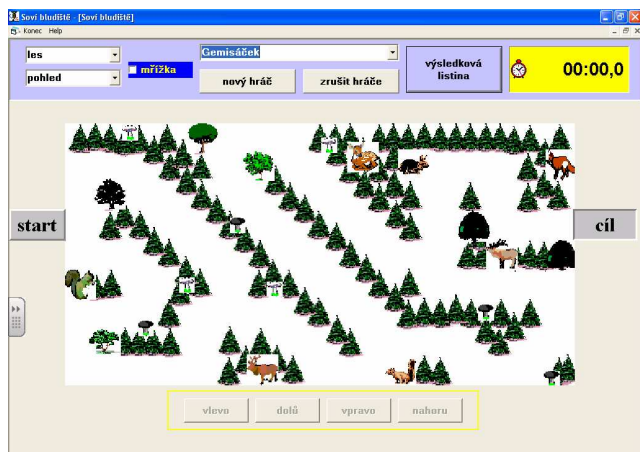 Soví bludiště - [Soví bludiště]
Konec Help
les
Gemisáček
pohled
mřížka
nový hráč
zrušit hráče
výsledková
listina
00:00,0
start
cíl
vlevo
dolů
vpravo
nahoru